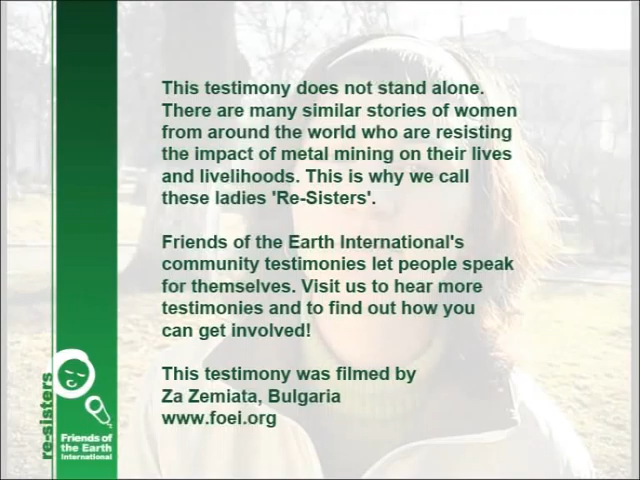 This testimony does not stand alone.
There are many similar stories of women
from around the world who are resisting
the impact of metal mining on their lives
and livelihoods. This is why we call
these ladies 'Re-Sisters'.
Friends of the Earth International's
community testimonies let people speak
for themselves. Visit us to hear more
testimonies and to find out how you
can get involved!
This testimony was filmed by
Za Zemiata, Bulgaria
www.foei.org
re-sisters
Friends of
the Earth
International